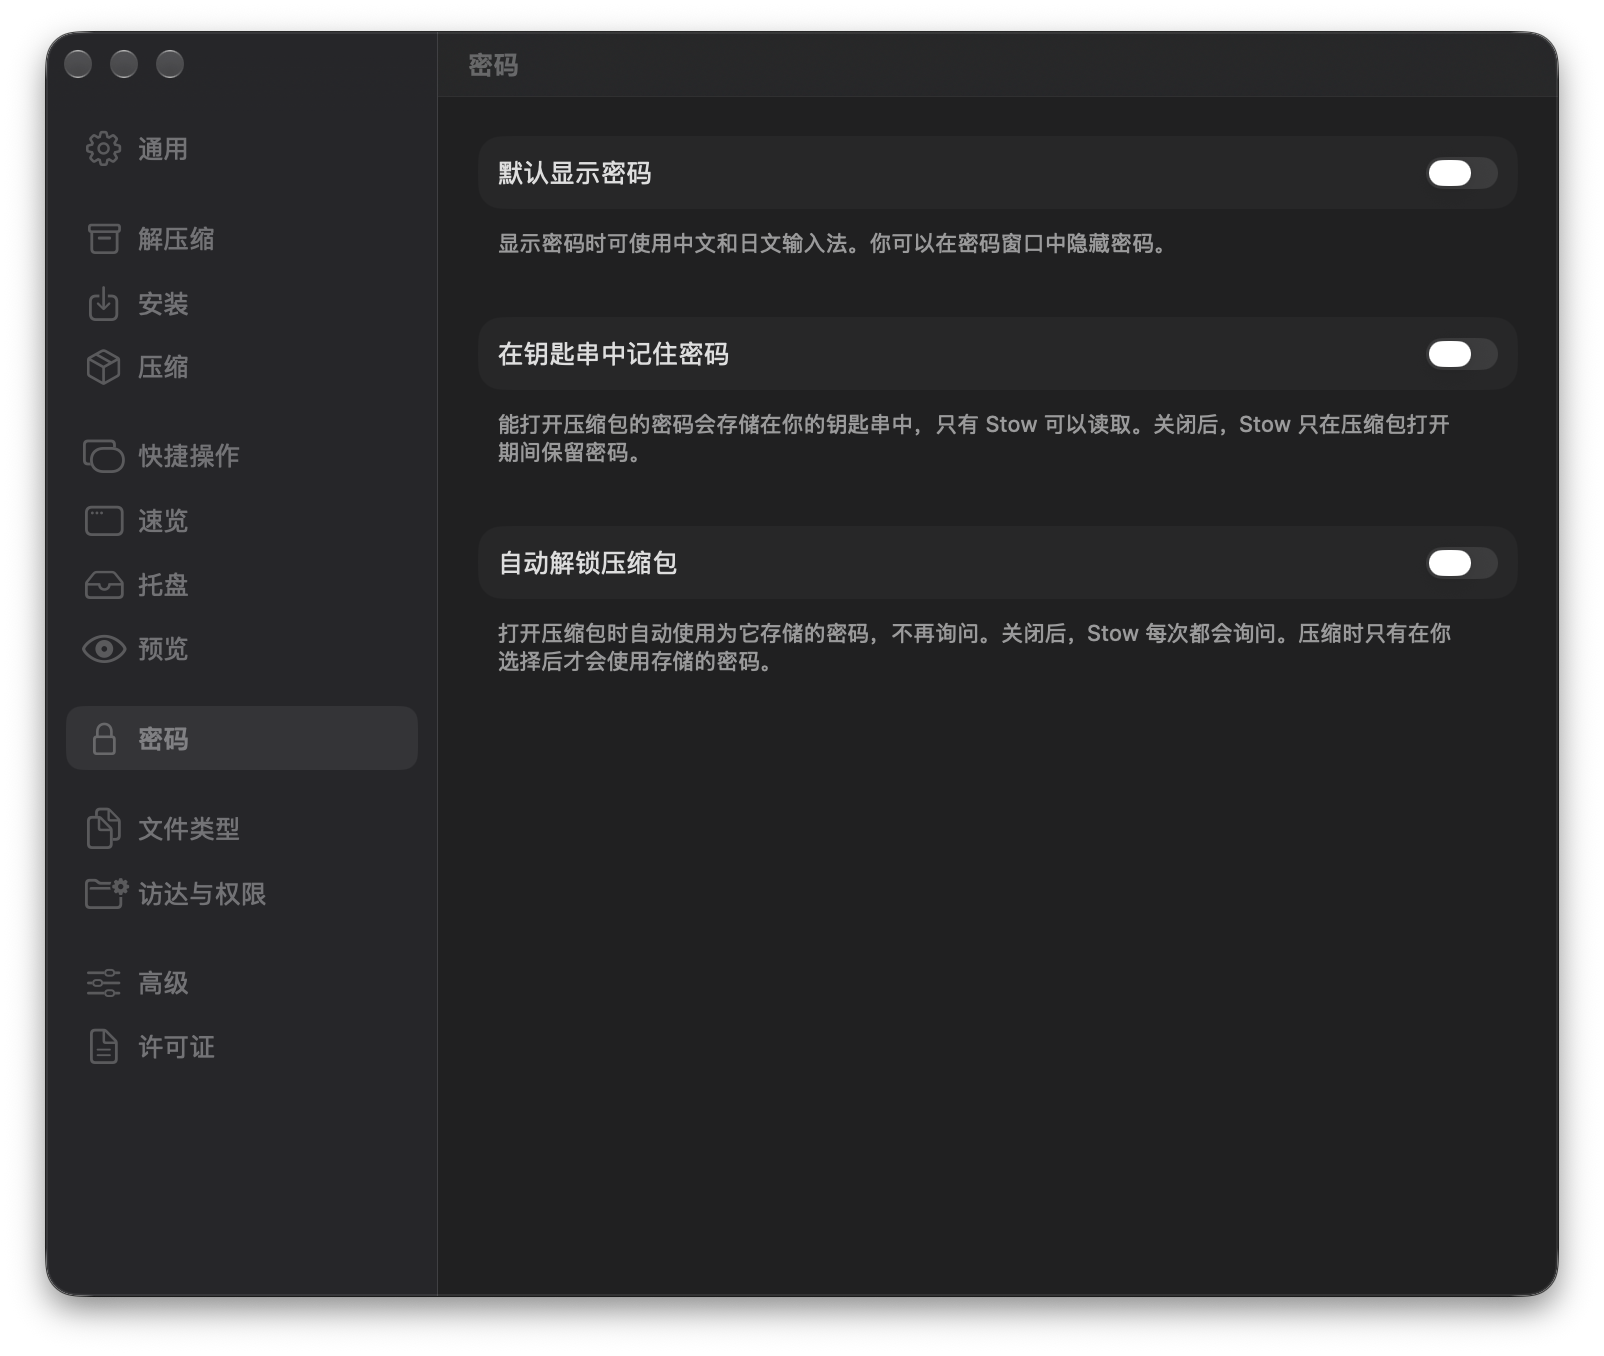 密码
通用
解压缩
安装
压缩
快捷操作
速览
托盘
预览
密码
文件类型
访达与权限
高级
许可证
默认显示密码
显示密码时可使用中文和日文输入法。你可以在密码窗口中隐藏密码。
在钥匙串中记住密码
能打开压缩包的密码会存储在你的钥匙串中，只有 Stow 可以读取。关闭后，Stow 只在压缩包打开
期间保留密码。
自动解锁压缩包
打开压缩包时自动使用为它存储的密码，不再询问。关闭后，Stow 每次都会询问。压缩时只有在你
选择后才会使用存储的密码。